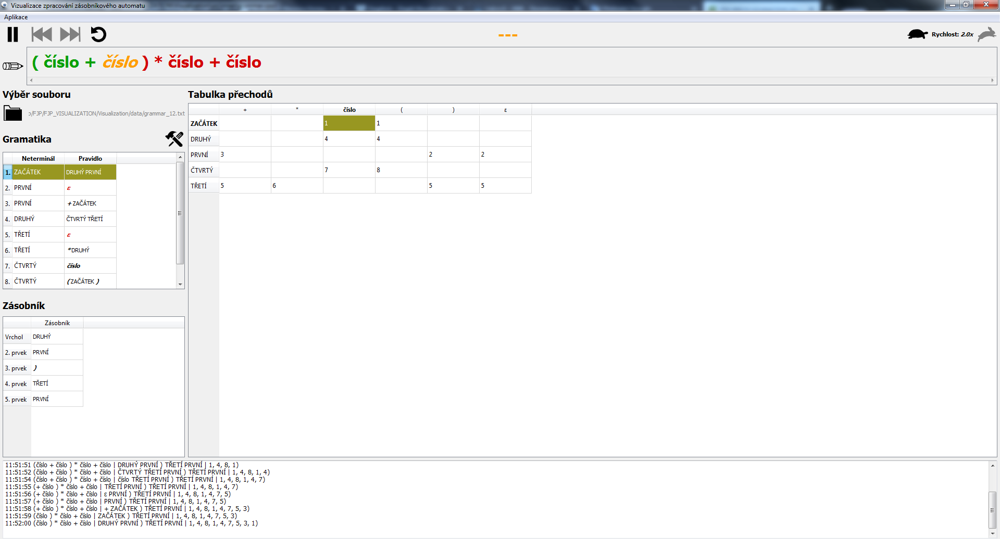 Vizualizace zpracování zásobníkového automatu
Aplikace
---
Rychlost: 2.0x
( číslo + číslo ) * číslo + číslo
Výběr souboru
Tabulka přechodů
/FJP/FJP_VISUALIZATION/Visualization/data/grammar_12.txt
+ * číslo ( ) ε
ZAČÁTEK 1 1
DRUHÝ 4 4
PRVNÍ 3 2 2
ČTVRTÝ 7 8
TŘETÍ 5 6 5 5
Gramatika
Neterminál Pravidlo
1. ZAČÁTEK DRUHÝ PRVNÍ
2. PRVNÍ ε
3. PRVNÍ + ZAČÁTEK
4. DRUHÝ ČTVRTÝ TŘETÍ
5. TŘETÍ ε
6. TŘETÍ *DRUHÝ
7. ČTVRTÝ číslo
8. ČTVRTÝ ( ZAČÁTEK )
Zásobník
Zásobník
Vrchol DRUHÝ
2. prvek PRVNÍ
3. prvek )
4. prvek TŘETÍ
5. prvek PRVNÍ
11:51:51 (číslo + číslo ) * číslo + číslo | DRUHÝ PRVNÍ ) TŘETÍ PRVNÍ | 1, 4, 8, 1)
11:51:52 (číslo + číslo ) * číslo + číslo | ČTVRTÝ TŘETÍ PRVNÍ ) TŘETÍ PRVNÍ | 1, 4, 8, 1, 4)
11:51:54 (číslo + číslo ) * číslo + číslo | číslo TŘETÍ PRVNÍ ) TŘETÍ PRVNÍ | 1, 4, 8, 1, 4, 7)
11:51:55 (+ číslo ) * číslo + číslo | TŘETÍ PRVNÍ ) TŘETÍ PRVNÍ | 1, 4, 8, 1, 4, 7)
11:51:56 (+ číslo ) * číslo + číslo | ε PRVNÍ ) TŘETÍ PRVNÍ | 1, 4, 8, 1, 4, 7, 5)
11:51:57 (+ číslo ) * číslo + číslo | PRVNÍ ) TŘETÍ PRVNÍ | 1, 4, 8, 1, 4, 7, 5)
11:51:58 (+ číslo ) * číslo + číslo | + ZAČÁTEK ) TŘETÍ PRVNÍ | 1, 4, 8, 1, 4, 7, 5, 3)
11:51:59 (číslo ) * číslo + číslo | ZAČÁTEK ) TŘETÍ PRVNÍ | 1, 4, 8, 1, 4, 7, 5, 3)
11:52:00 (číslo ) * číslo + číslo | DRUHÝ PRVNÍ ) TŘETÍ PRVNÍ | 1, 4, 8, 1, 4, 7, 5, 3, 1)